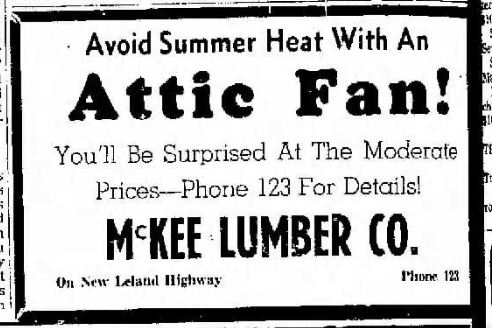 Avoid Summer Heat With An
Attic Fan!
You'll Be Surprised At The Moderate
Prices—Phone 123 For Details!
McKEE LUMBER CO.
On New Leland Highway
Phone 123